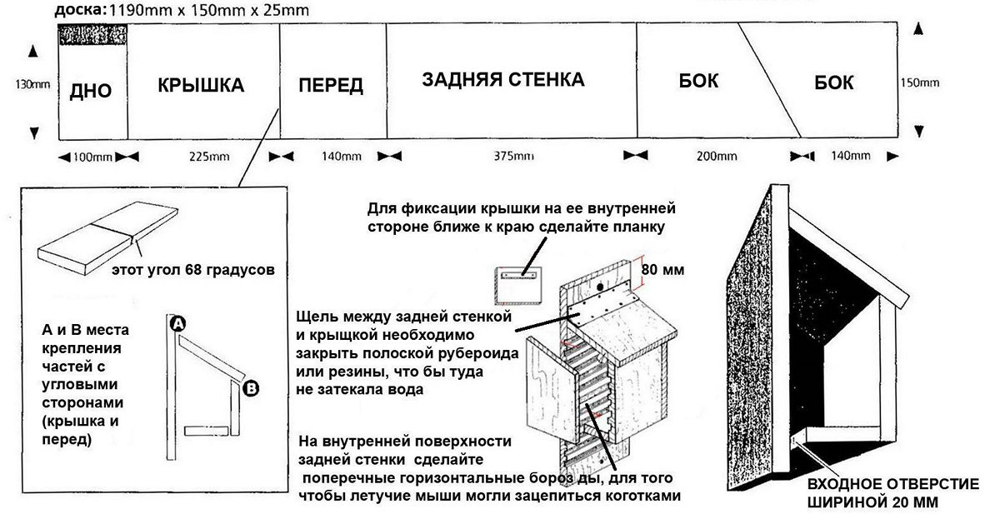 доска: 1190mm x 150mm x 25mm
130mm
ДНО
КРЫШКА
ПЕРЕД
ЗАДНЯЯ СТЕНКА
БОК
БОК
150mm
100mm
225mm
140mm
375mm
200mm
140mm
этот угол 68 градусов
А и В места
крепления
частей с
угловыми
сторонами
(крышка и
перед)
A
B
Для фиксации крышки на ее внутренней
стороне ближе к краю сделайте планку
80 мм
Щель между задней стенкой
и крыщкой необходимо
закрыть полоской рубероида
или резины, что бы туда
не затекала вода
На внутренней поверхности
задней стенки сделайте
поперечные горизонтальные бороз ды, для того
чтобы летучие мыши могли зацепиться коготками
ВХОДНОЕ ОТВЕРСТИЕ
ШИРИНОЙ 20 ММ